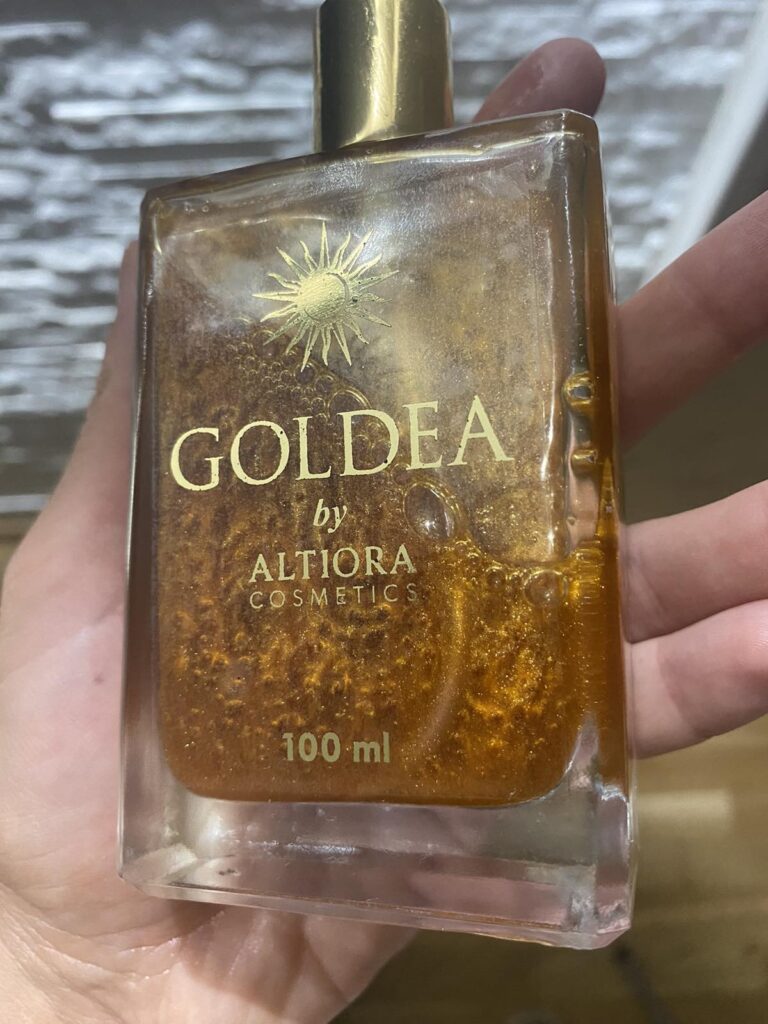 GOLDEA
by
ALTIORA
COSMETICS
100 ml